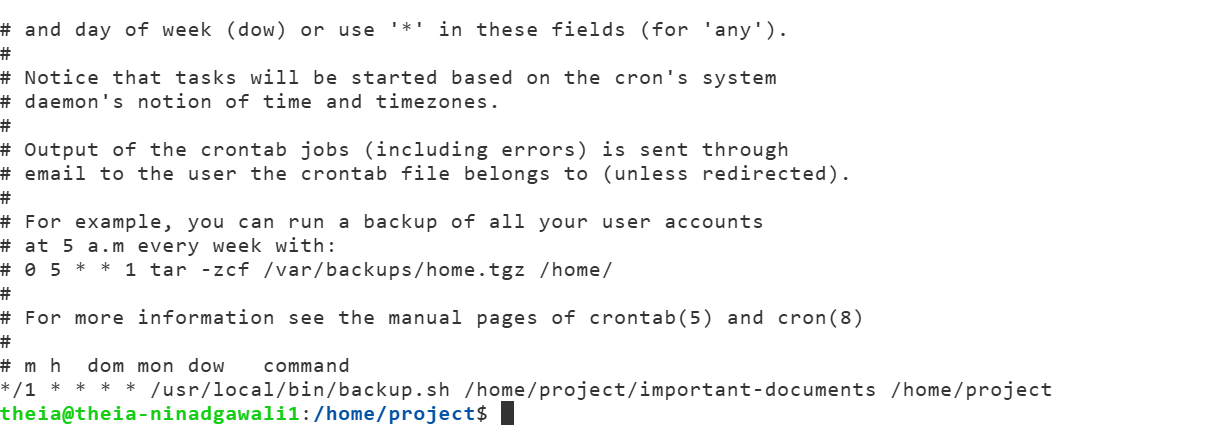 # and day of week (dow) or use '*' in these fields (for 'any').
#
# Notice that tasks will be started based on the cron's system
# daemon's notion of time and timezones.
#
# Output of the crontab jobs (including errors) is sent through
# email to the user the crontab file belongs to (unless redirected).
#
# For example, you can run a backup of all your user accounts
# at 5 a.m every week with:
# 0 5 * * 1 tar -zcf /var/backups/home.tgz /home/
#
# For more information see the manual pages of crontab(5) and cron(8)
#
# m h  dom mon dow   command
*/1 * * * * /usr/local/bin/backup.sh /home/project/important-documents /home/project
theia@theia-ninadgawali1:/home/project$